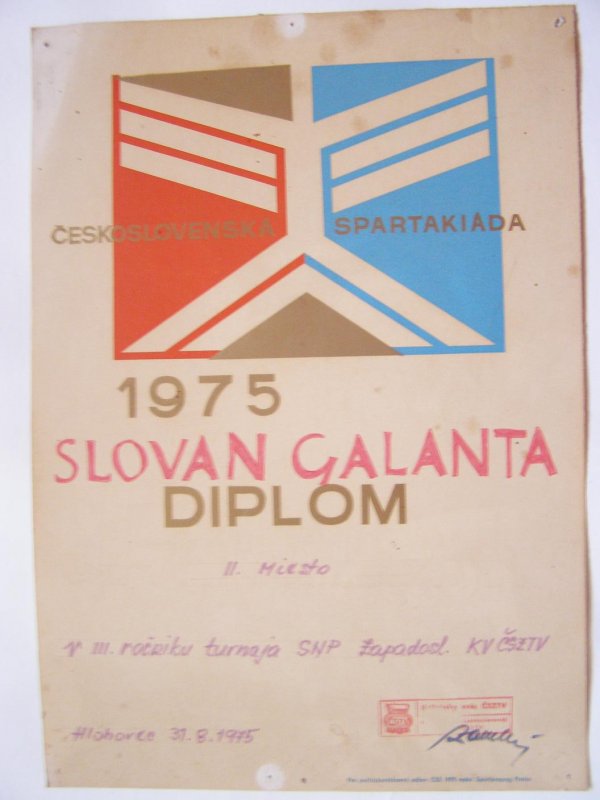 ČESKOSLOVENSKÁ SPARTAKIÁDA
1975
SLOVAN GALANTA
DIPLOM
II. Miesto
V III. ročníku turnaja SNP Západosl. KV ČSZTV
ČSZTV
Hlohovec 31.8.1975